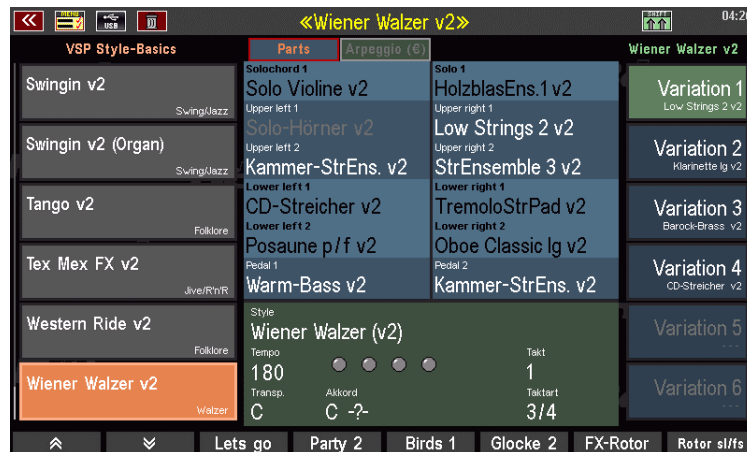 MENU
USB
«Wiener Walzer v2»
SHIFT
04:20
VSP Style-Basics
Parts
Arpeggio (€)
Wiener Walzer v2
Swingin v2
Swing/Jazz
Swingin v2 (Organ)
Swing/Jazz
Tango v2
Folklore
Tex Mex FX v2
Jive/R'n'R
Western Ride v2
Folklore
Wiener Walzer v2
Walzer
Solochord 1
Solo Violine v2
Solo 1
HolzblasEns.1 v2
Upper left 1
Solo-Hörner v2
Upper right 1
Low Strings 2 v2
Upper left 2
Kammer-StrEns. v2
Upper right 2
StrEnsemble 3 v2
Lower left 1
CD-Streicher v2
Lower right 1
TremoloStrPad v2
Lower left 2
Posaune p/f v2
Lower right 2
Oboe Classic lg v2
Pedal 1
Warm-Bass v2
Pedal 2
Kammer-StrEns. v2
Style
Wiener Walzer (v2)
Tempo
180
Takt
1
Transp.
C
Akkord
C -?-
Taktart
3/4
Variation 1
Low Strings 2 v2
Variation 2
Klarinette lg v2
Variation 3
Barock-Brass v2
Variation 4
CD-Streicher v2
Variation 5
---
Variation 6
---
Lets go
Party 2
Birds 1
Glocke 2
FX-Rotor
Rotor sl/fs